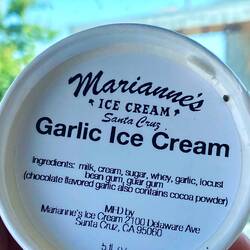 Marianne's
ICE CREAM
Santa Cruz
Garlic Ice Cream
Ingredients: milk, cream, sugar, whey, garlic, locust
bean gum, guar gum
(chocolate flavored garlic also contains cocoa powder)
MFD by
Marianne's Ice Cream 2100 Delaware Ave
Santa Cruz, CA 95060